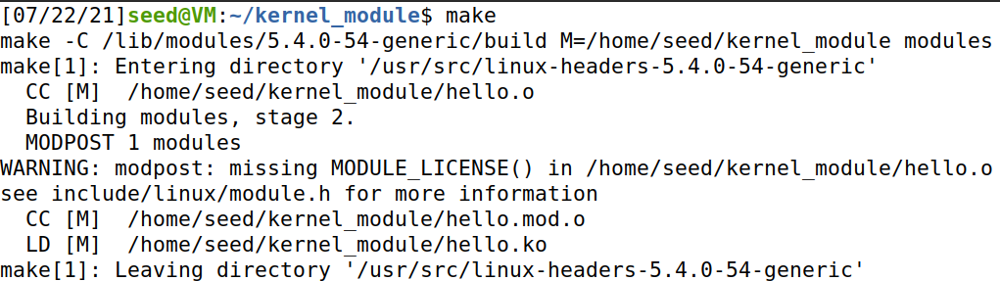 [07/22/21]seed@VM:~/kernel_module$ make
make -C /lib/modules/5.4.0-54-generic/build M=/home/seed/kernel_module modules
make[1]: Entering directory '/usr/src/linux-headers-5.4.0-54-generic'
  CC [M]  /home/seed/kernel_module/hello.o
  Building modules, stage 2.
  MODPOST 1 modules
WARNING: modpost: missing MODULE_LICENSE() in /home/seed/kernel_module/hello.o
see include/linux/module.h for more information
  CC [M]  /home/seed/kernel_module/hello.mod.o
  LD [M]  /home/seed/kernel_module/hello.ko
make[1]: Leaving directory '/usr/src/linux-headers-5.4.0-54-generic'